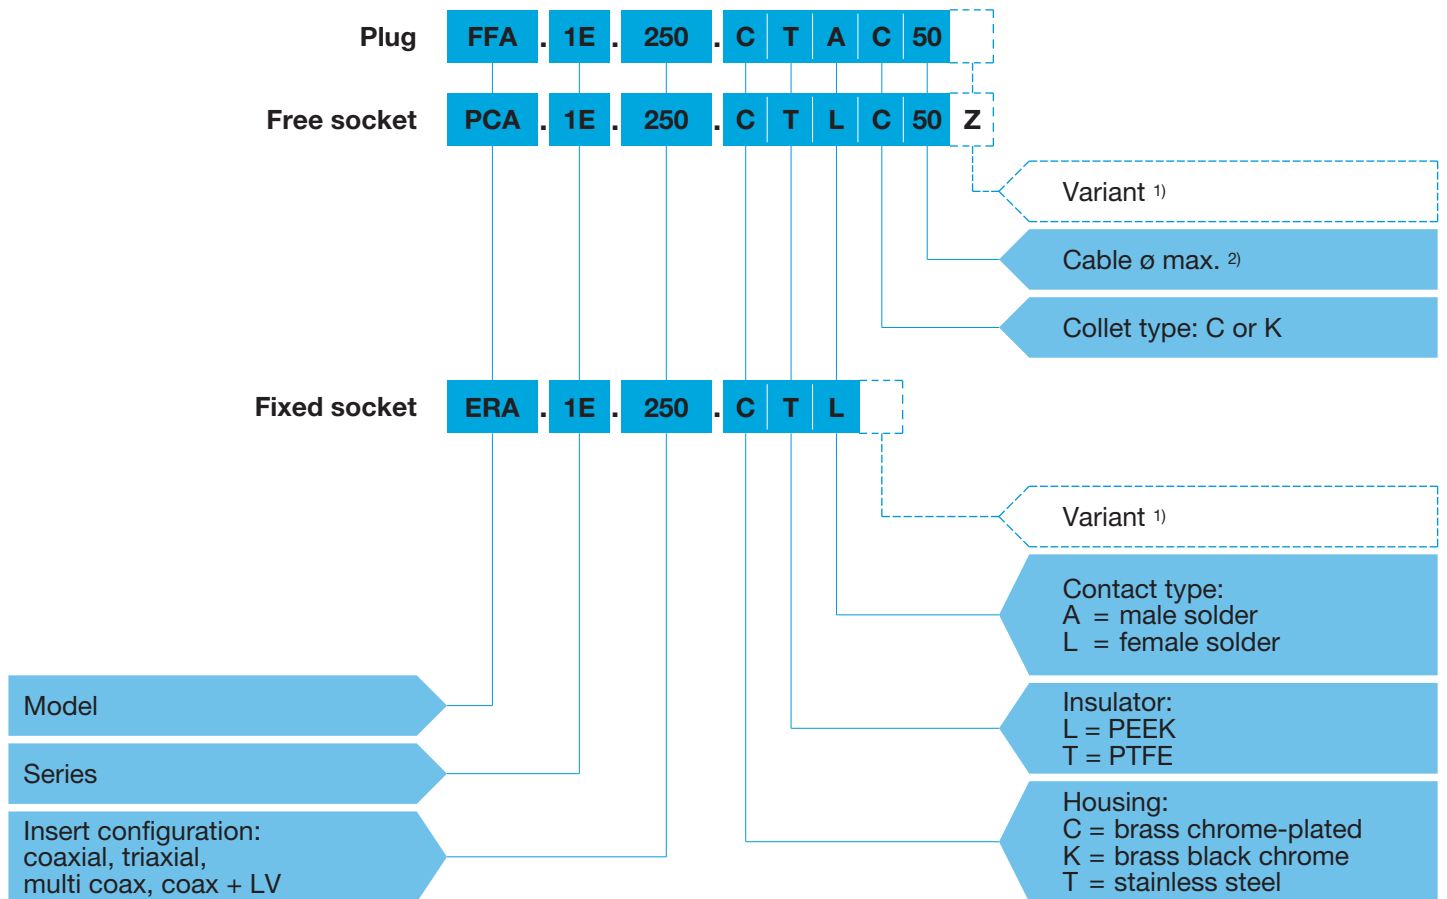 Plug FFA . 1E . 250 . C T A C 50
Free socket PCA . 1E . 250 . C T L C 50 Z
Variant 1)
Cable ø max. 2)
Collet type: C or K
Fixed socket ERA . 1E . 250 . C T L
Variant 1)
Contact type:
A = male solder
L = female solder
Model
Insulator:
L = PEEK
T = PTFE
Series
Housing:
C = brass chrome-plated
K = brass black chrome
T = stainless steel
Insert configuration:
coaxial, triaxial,
multi coax, coax + LV